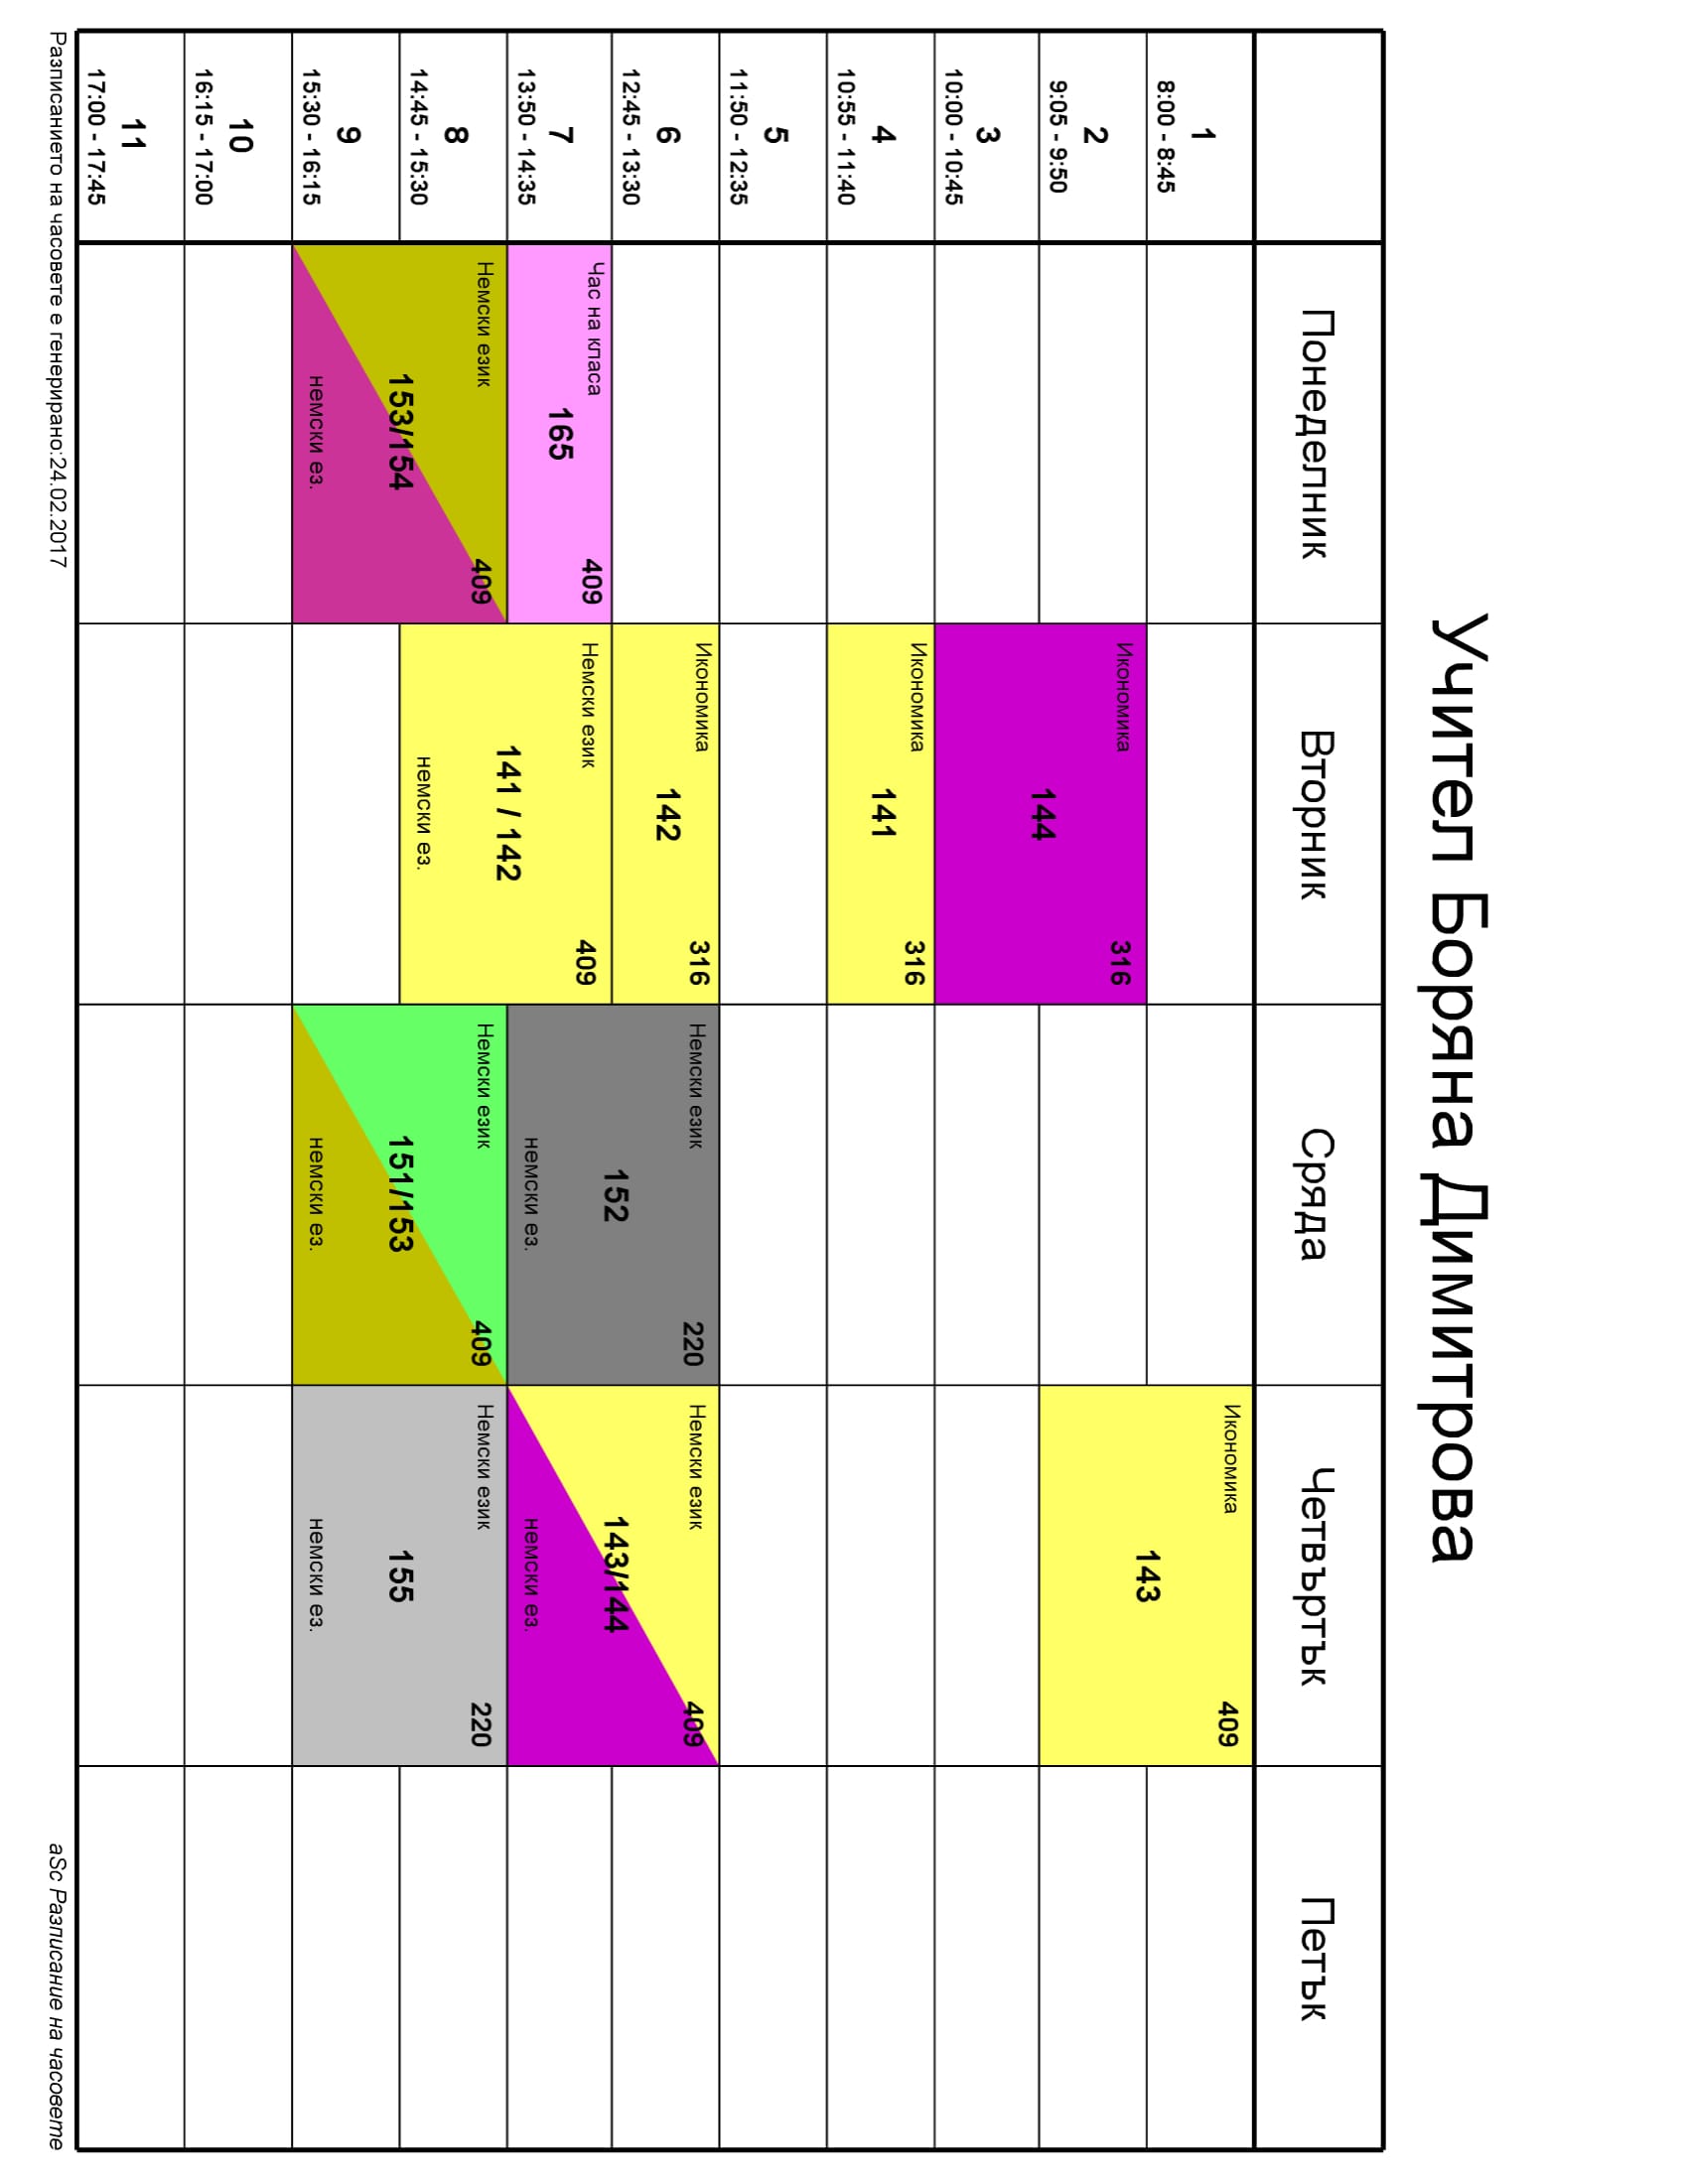 Учител Боряна Димитрова
Понеделник
Вторник
Сряда
Четвъртък
Петък
1
8:00 - 8:45
Икономика
409
143
2
9:05 - 9:50
Икономика
316
144
3
10:00 - 10:45
4
10:55 - 11:40
Икономика
316
141
5
11:50 - 12:35
6
12:45 - 13:30
Икономика
316
142
Немски език
220
152
немски ез.
Немски език
409
143/144
немски ез.
7
13:50 - 14:35
Час на класа
409
165
Немски език
409
141 / 142
немски ез.
8
14:45 - 15:30
Немски език
409
153/154
немски ез.
Немски език
409
151/153
немски ез.
Немски език
220
155
немски ез.
9
15:30 - 16:15
10
16:15 - 17:00
11
17:00 - 17:45
Разписанието на часовете е генерирано:24.02.2017
aSc Разписание на часовете